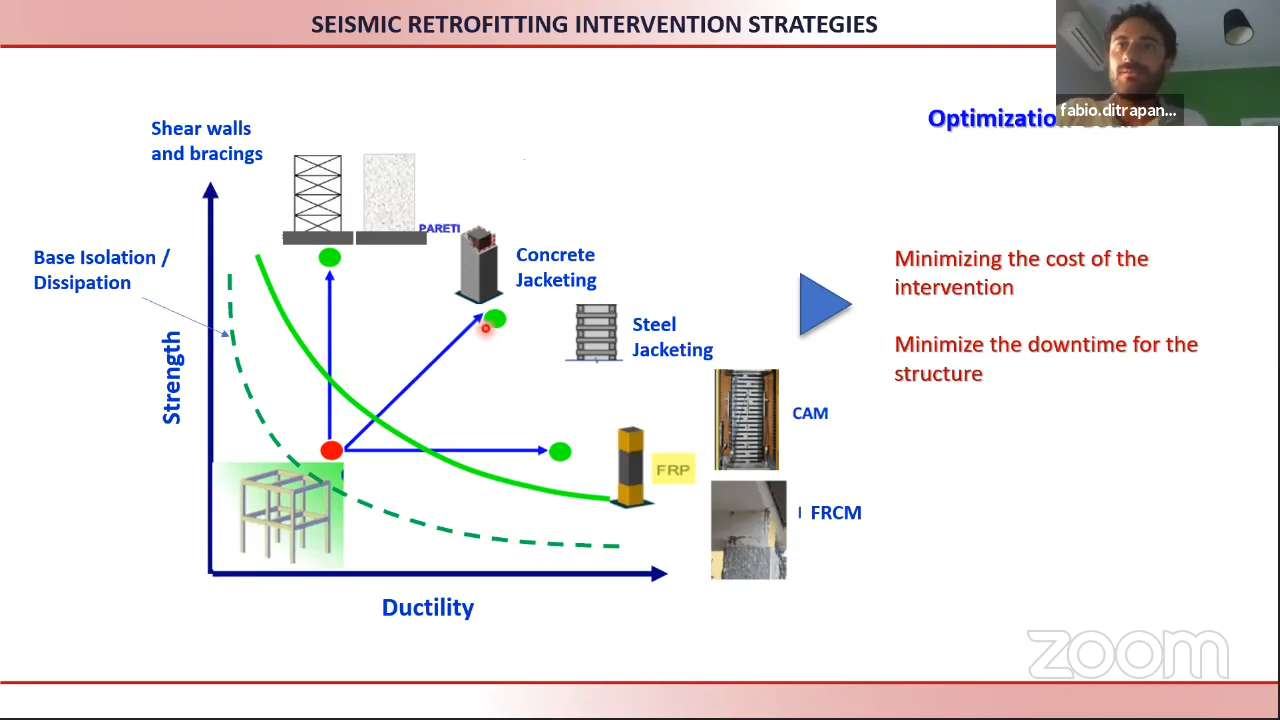 SEISMIC RETROFITTING INTERVENTION STRATEGIES
fabio.ditrapan...
Optimization
Shear walls
and bracings
PARETI
Base Isolation /
Dissipation
Concrete
Jacketing
Minimizing the cost of the
intervention
Steel
Jacketing
Minimize the downtime for the
structure
Strength
CAM
FRP
FRCM
Ductility
zoom